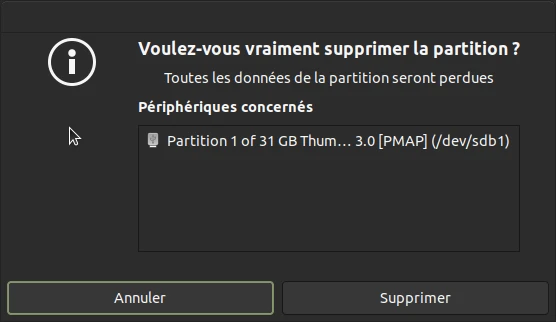 Voulez-vous vraiment supprimer la partition ?
Toutes les données de la partition seront perdues
Périphériques concernés
Partition 1 of 31 GB Thum… 3.0 [PMAP] (/dev/sdb1)
Annuler
Supprimer